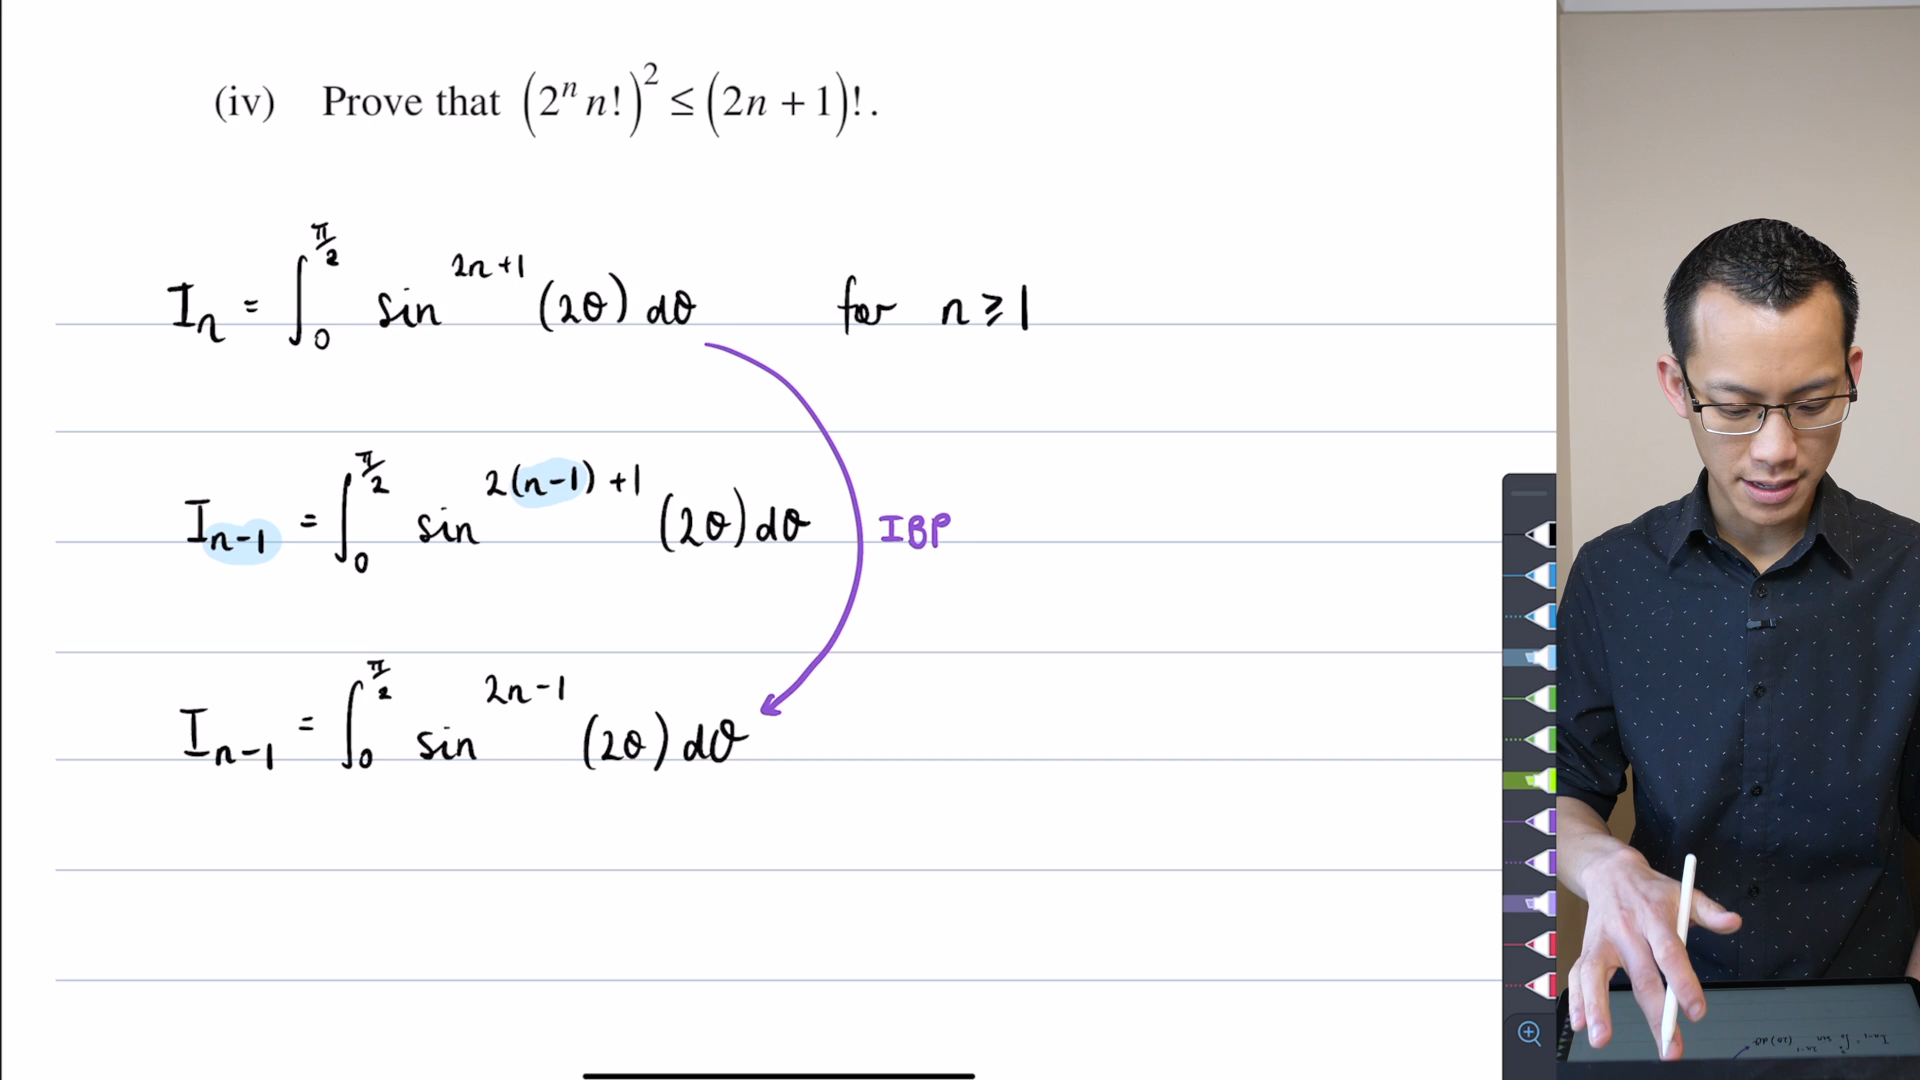 (iv) Prove that (2ⁿ n!)² ≤ (2n + 1)!.
Iₙ = ∫₀^(π/2) sin^(2n+1) (2θ) dθ for n ≥ 1
Iₙ₋₁ = ∫₀^(π/2) sin^(2(n-1)+1) (2θ) dθ
IBP
Iₙ₋₁ = ∫₀^(π/2) sin^(2n-1) (2θ) dθ